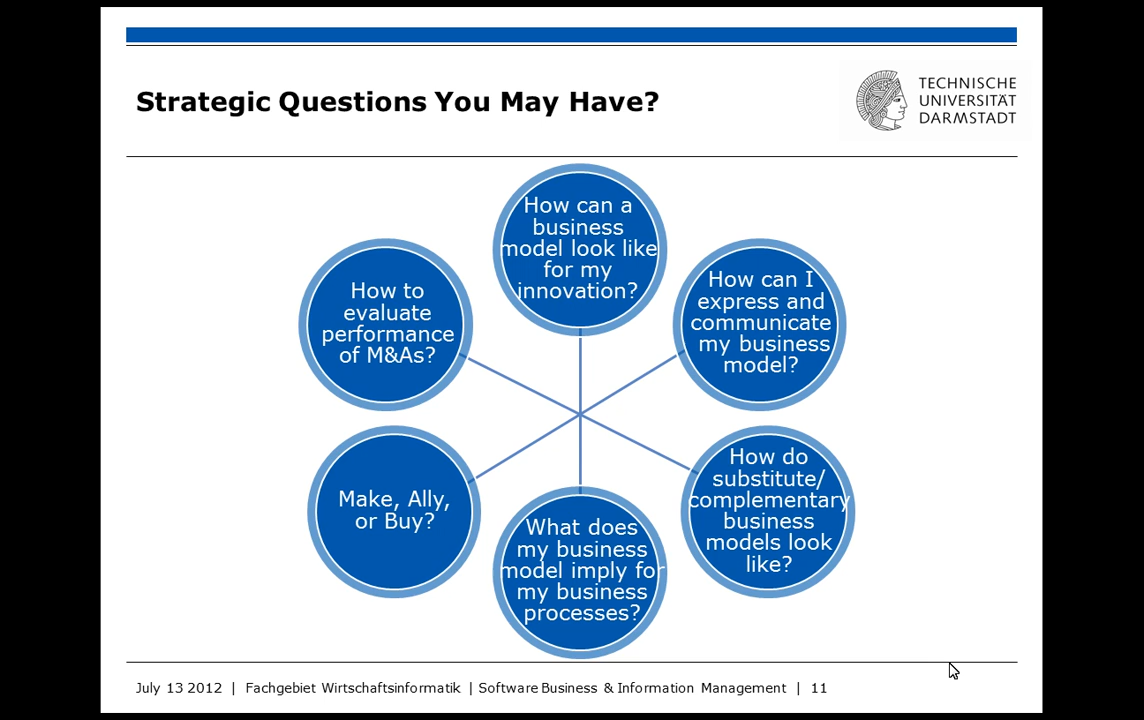 Strategic Questions You May Have?
TECHNISCHE
UNIVERSITÄT
DARMSTADT
How can a
business
model look like
for my
innovation?
How can I
express and
communicate
my business
model?
How do
substitute/
complementary
business
models look
like?
What does
my business
model imply for
my business
processes?
Make, Ally,
or Buy?
How to
evaluate
performance
of M&As?
July 13 2012 | Fachgebiet Wirtschaftsinformatik | Software Business & Information Management | 11